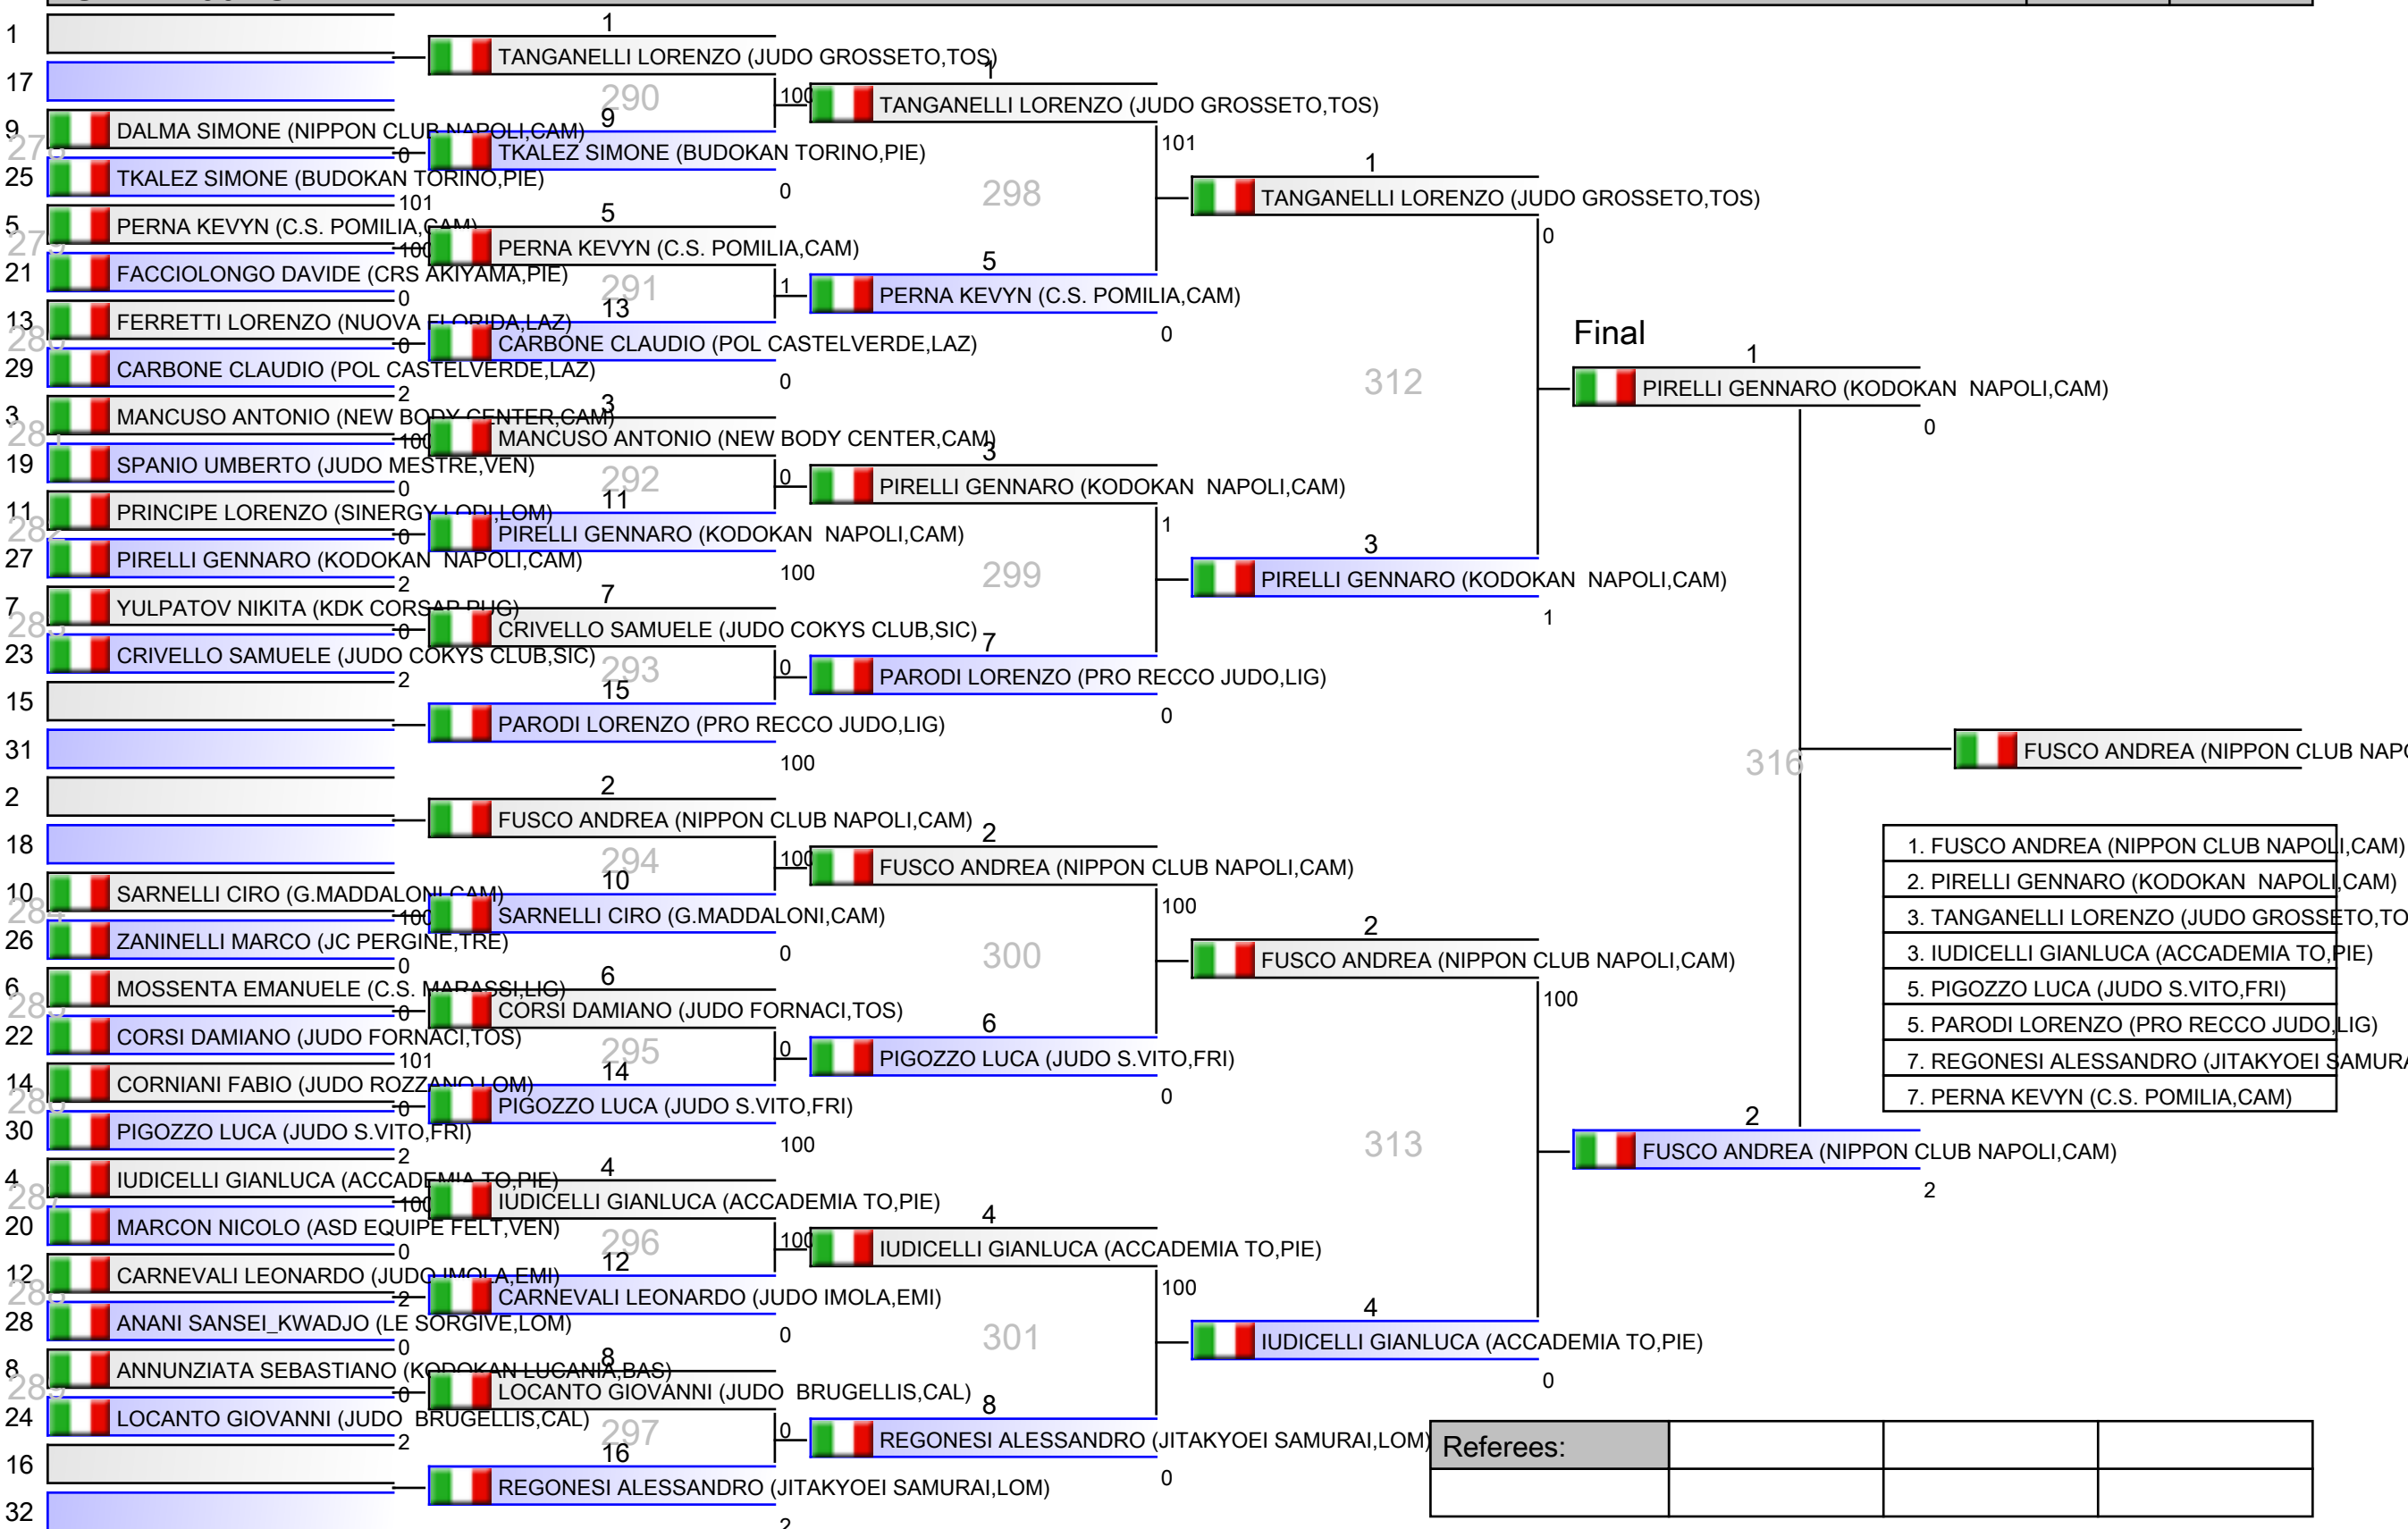 1
17
9 DALMA SIMONE (NIPPON CLUB NAPOLI,CAM)
0
25 TKALEZ SIMONE (BUDOKAN TORINO,PIE)
101
5 PERNA KEVYN (C.S. POMILIA,CAM)
100
21 FACCIOLONGO DAVIDE (CRS AKIYAMA,PIE)
0
13 FERRETTI LORENZO (NUOVA FLORIDA,LAZ)
0
29 CARBONE CLAUDIO (POL CASTELVERDE,LAZ)
2
3 MANCUSO ANTONIO (NEW BODY CENTER,CAM)
100
19 SPANIO UMBERTO (JUDO MESTRE,VEN)
0
11 PRINCIPE LORENZO (SINERGY LODI,LOM)
0
27 PIRELLI GENNARO (KODOKAN  NAPOLI,CAM)
2
7 YULPATOV NIKITA (KDK CORSAP,PUG)
0
23 CRIVELLO SAMUELE (JUDO COKYS CLUB,SIC)
2
15
31
2
18
10 SARNELLI CIRO (G.MADDALONI,CAM)
284
100
26 ZANINELLI MARCO (JC PERGINE,TRE)
0
6 MOSSENTA EMANUELE (C.S. MARASSI,LIG)
0
22 CORSI DAMIANO (JUDO FORNACI,TOS)
101
14 CORNIANI FABIO (JUDO ROZZANO,LOM)
0
30 PIGOZZO LUCA (JUDO S.VITO,FRI)
2
4 IUDICELLI GIANLUCA (ACCADEMIA TO,PIE)
100
20 MARCON NICOLO (ASD EQUIPE FELT,VEN)
0
12 CARNEVALI LEONARDO (JUDO IMOLA,EMI)
2
28 ANANI SANSEI_KWADJO (LE SORGIVE,LOM)
0
8 ANNUNZIATA SEBASTIANO (KODOKAN LUCANIA,BAS)
0
24 LOCANTO GIOVANNI (JUDO  BRUGELLIS,CAL)
2
16
32
1
TANGANELLI LORENZO (JUDO GROSSETO,TOS)
290
100
9
TKALEZ SIMONE (BUDOKAN TORINO,PIE)
0
5
PERNA KEVYN (C.S. POMILIA,CAM)
291
1
13
CARBONE CLAUDIO (POL CASTELVERDE,LAZ)
0
3
MANCUSO ANTONIO (NEW BODY CENTER,CAM)
292
0
11
PIRELLI GENNARO (KODOKAN  NAPOLI,CAM)
100
7
CRIVELLO SAMUELE (JUDO COKYS CLUB,SIC)
293
0
15
PARODI LORENZO (PRO RECCO JUDO,LIG)
100
2
FUSCO ANDREA (NIPPON CLUB NAPOLI,CAM)
294
100
10
SARNELLI CIRO (G.MADDALONI,CAM)
0
6
CORSI DAMIANO (JUDO FORNACI,TOS)
295
0
14
PIGOZZO LUCA (JUDO S.VITO,FRI)
100
4
IUDICELLI GIANLUCA (ACCADEMIA TO,PIE)
296
100
12
CARNEVALI LEONARDO (JUDO IMOLA,EMI)
0
8
LOCANTO GIOVANNI (JUDO  BRUGELLIS,CAL)
297
0
16
REGONESI ALESSANDRO (JITAKYOEI SAMURAI,LOM)
2
1
TANGANELLI LORENZO (JUDO GROSSETO,TOS)
101
298
5
PERNA KEVYN (C.S. POMILIA,CAM)
0
3
PIRELLI GENNARO (KODOKAN  NAPOLI,CAM)
1
299
7
PARODI LORENZO (PRO RECCO JUDO,LIG)
0
2
FUSCO ANDREA (NIPPON CLUB NAPOLI,CAM)
100
300
6
PIGOZZO LUCA (JUDO S.VITO,FRI)
0
4
IUDICELLI GIANLUCA (ACCADEMIA TO,PIE)
100
301
8
REGONESI ALESSANDRO (JITAKYOEI SAMURAI,LOM)
0
1
TANGANELLI LORENZO (JUDO GROSSETO,TOS)
0
312
3
PIRELLI GENNARO (KODOKAN  NAPOLI,CAM)
1
2
FUSCO ANDREA (NIPPON CLUB NAPOLI,CAM)
100
313
4
IUDICELLI GIANLUCA (ACCADEMIA TO,PIE)
0
Final
1
PIRELLI GENNARO (KODOKAN  NAPOLI,CAM)
0
316
2
FUSCO ANDREA (NIPPON CLUB NAPOLI,CAM)
2
FUSCO ANDREA (NIPPON CLUB NAPO
1. FUSCO ANDREA (NIPPON CLUB NAPOLI,CAM)
2. PIRELLI GENNARO (KODOKAN  NAPOLI,CAM)
3. TANGANELLI LORENZO (JUDO GROSSETO,TO
3. IUDICELLI GIANLUCA (ACCADEMIA TO,PIE)
5. PIGOZZO LUCA (JUDO S.VITO,FRI)
5. PARODI LORENZO (PRO RECCO JUDO,LIG)
7. REGONESI ALESSANDRO (JITAKYOEI SAMURA
7. PERNA KEVYN (C.S. POMILIA,CAM)
Referees: